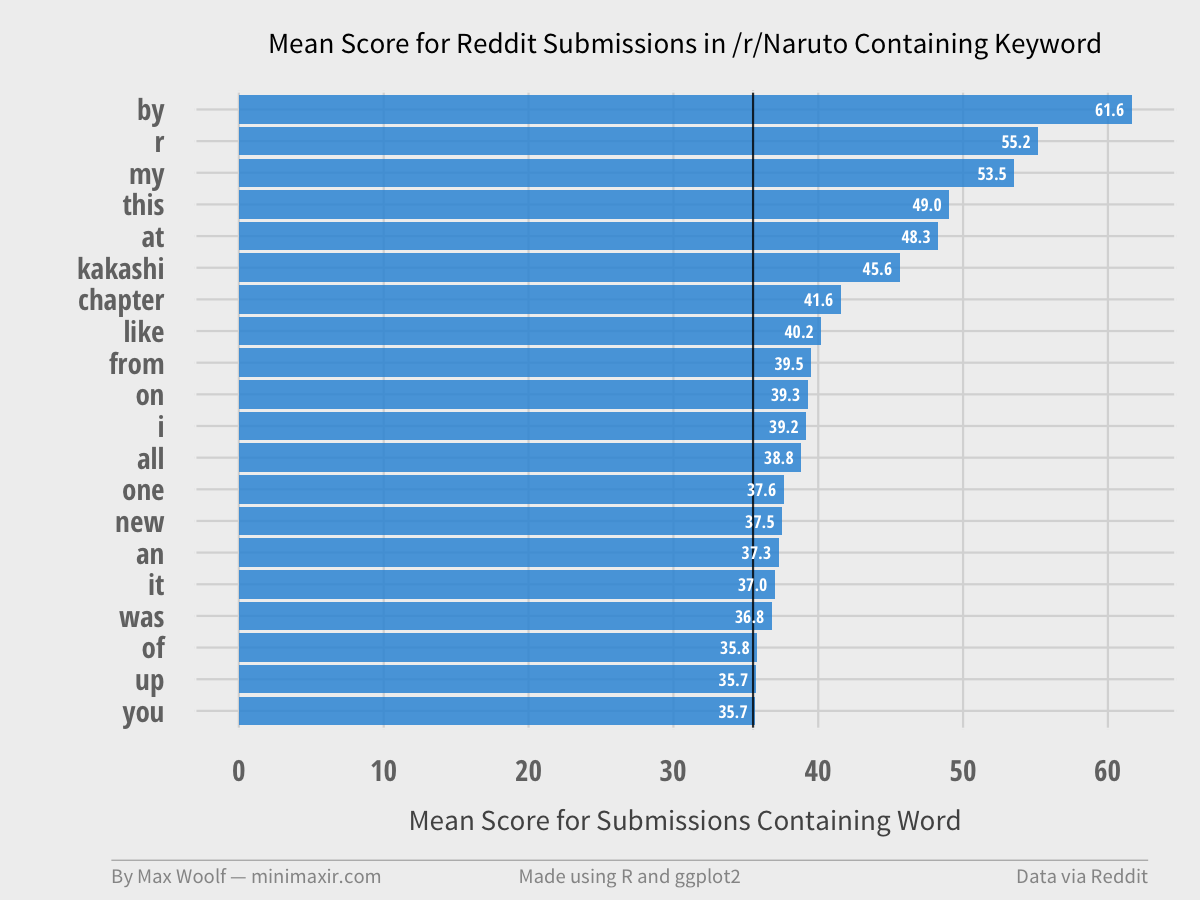 Mean Score for Reddit Submissions in /r/Naruto Containing Keyword
by 61.6
r 55.2
my 53.5
this 49.0
at 48.3
kakashi 45.6
chapter 41.6
like 40.2
from 39.5
on 39.3
i 39.2
all 38.8
one 37.6
new 37.5
an 37.3
it 37.0
was 36.8
of 35.8
up 35.7
you 35.7
0 10 20 30 40 50 60
Mean Score for Submissions Containing Word
By Max Woolf — minimaxir.com Made using R and ggplot2 Data via Reddit